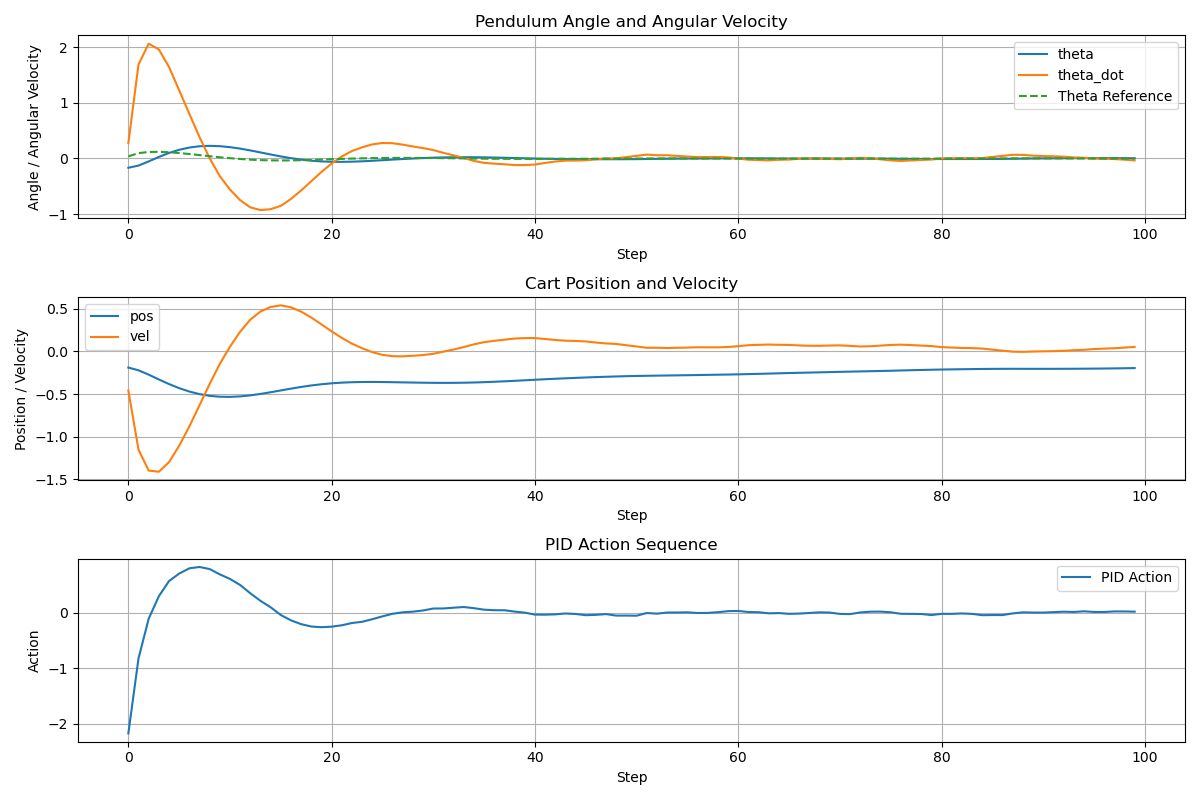 Pendulum Angle and Angular Velocity
Angle / Angular Velocity
2
1
0
−1
theta
theta_dot
Theta Reference
0 20 40 60 80 100
Step
Cart Position and Velocity
Position / Velocity
0.5
0.0
−0.5
−1.0
−1.5
pos
vel
0 20 40 60 80 100
Step
PID Action Sequence
Action
0
−1
−2
PID Action
0 20 40 60 80 100
Step